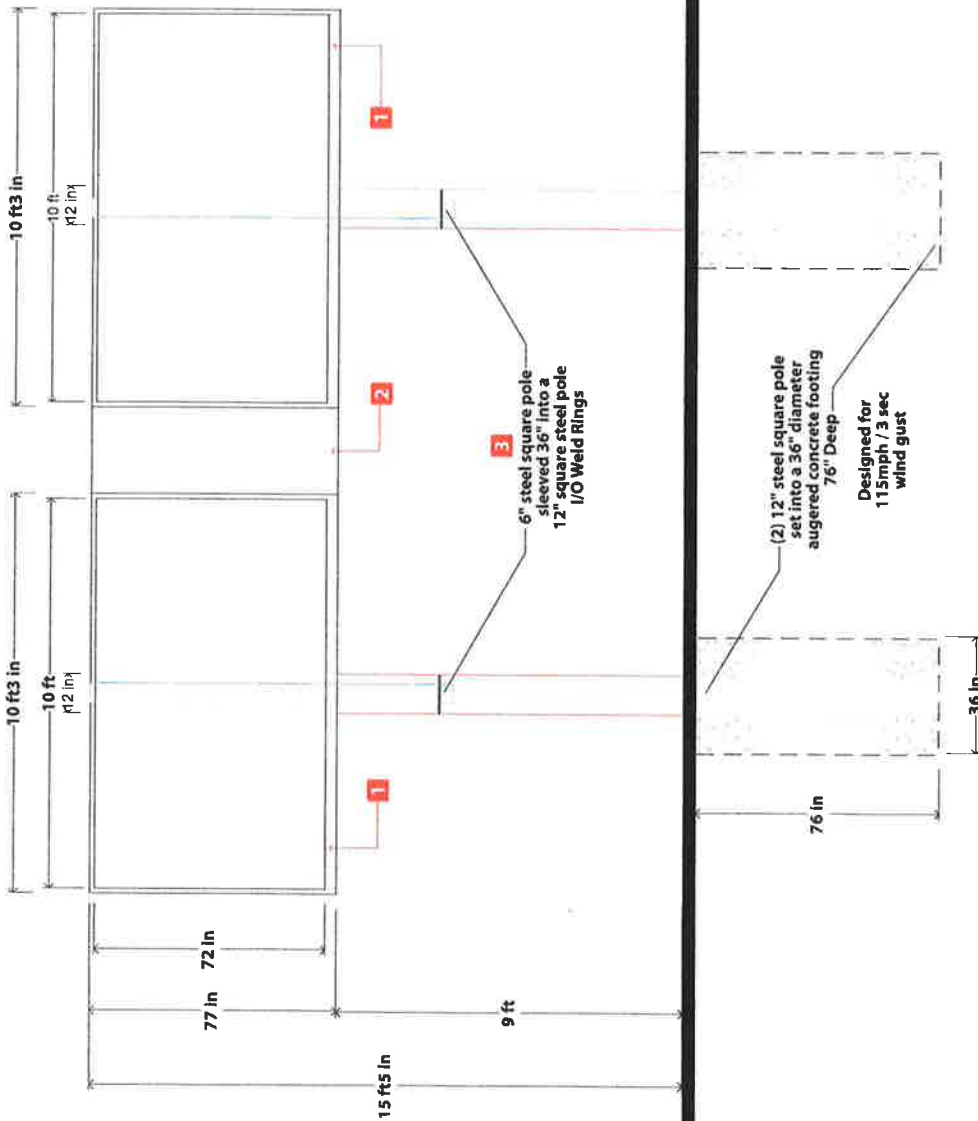 10 ft3 in
10 ft3 in
10 ft
10 ft
12 in
12 in
72 in
77 in
9 ft
15 ft5 in
1
2
1
3
6" steel square pole
sleeved 36" into a
12" square steel pole
I/O Weld Rings
(2) 12" steel square pole
set into a 36" diameter
augered concrete footing
76" Deep
Designed for
115mph / 3 sec
wind gust
76 in
36 in